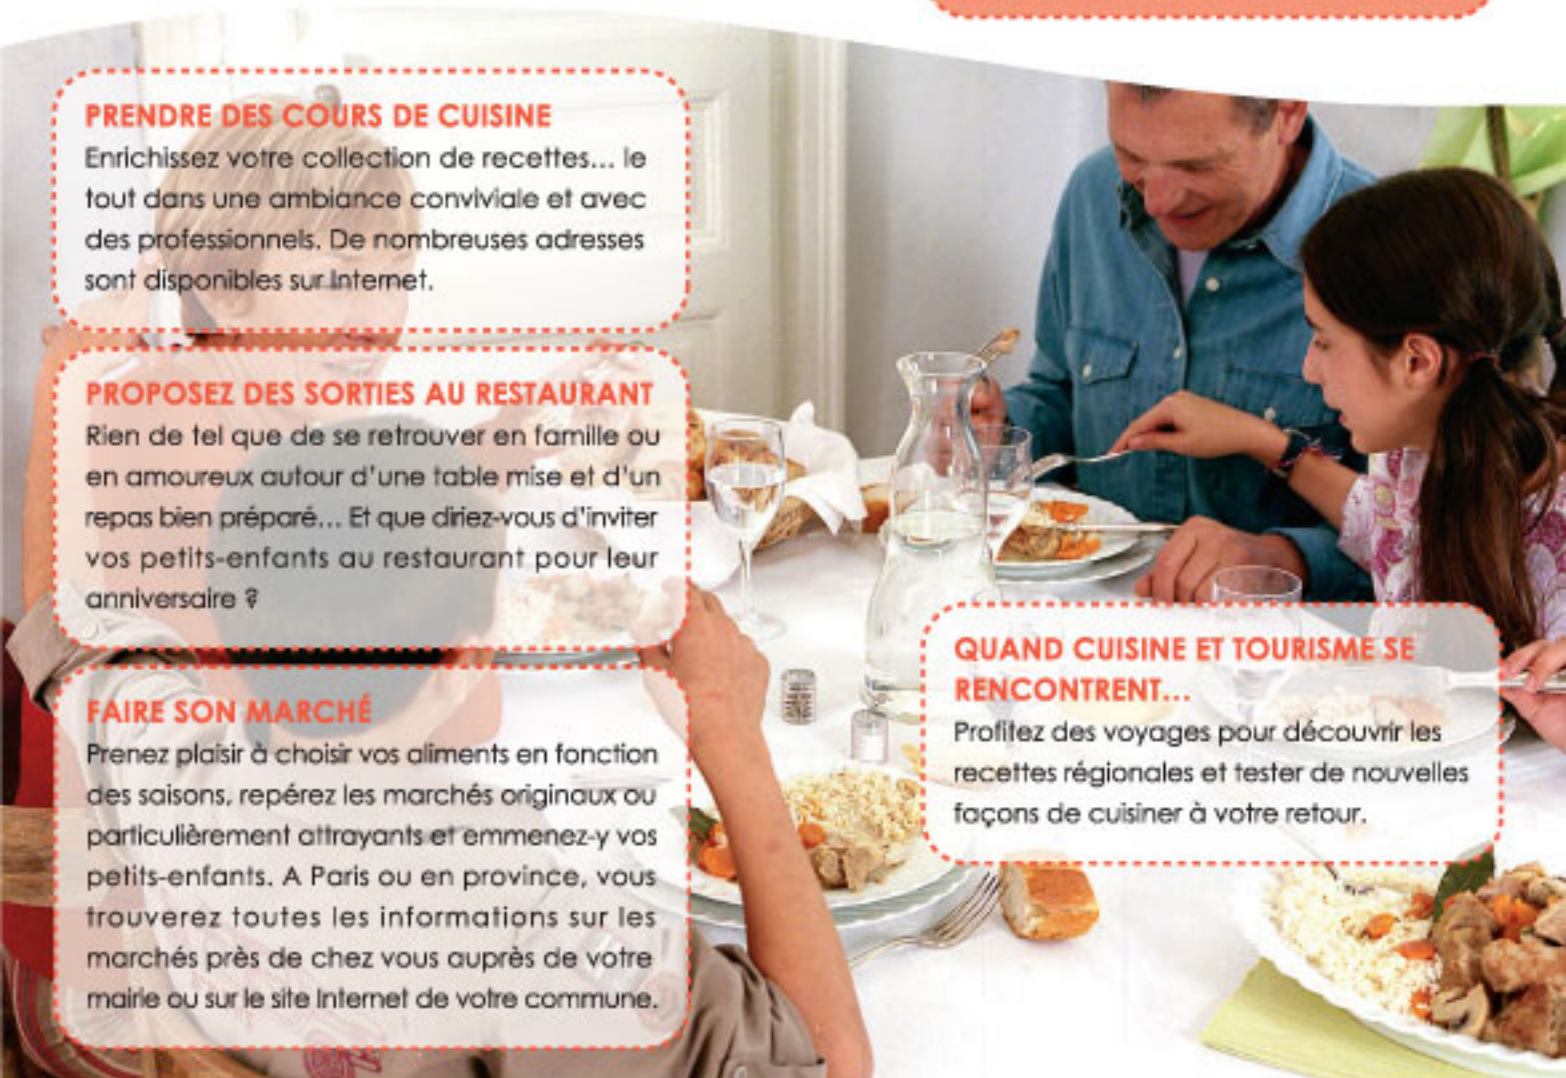 PRENDRE DES COURS DE CUISINE
Enrichissez votre collection de recettes... le
tout dans une ambiance conviviale et avec
des professionnels. De nombreuses adresses
sont disponibles sur Internet.
PROPOSEZ DES SORTIES AU RESTAURANT
Rien de tel que de se retrouver en famille ou
en amoureux autour d'une table mise et d'un
repas bien préparé... Et que diriez-vous d'inviter
vos petits-enfants au restaurant pour leur
anniversaire ?
FAIRE SON MARCHÉ
Prenez plaisir à choisir vos aliments en fonction
des saisons, repérez les marchés originaux ou
particulièrement attrayants et emmenez-y vos
petits-enfants. A Paris ou en province, vous
trouverez toutes les informations sur les
marchés près de chez vous auprès de votre
mairie ou sur le site Internet de votre commune.
QUAND CUISINE ET TOURISME SE
RENCONTRENT...
Profitez des voyages pour découvrir les
recettes régionales et tester de nouvelles
façons de cuisiner à votre retour.